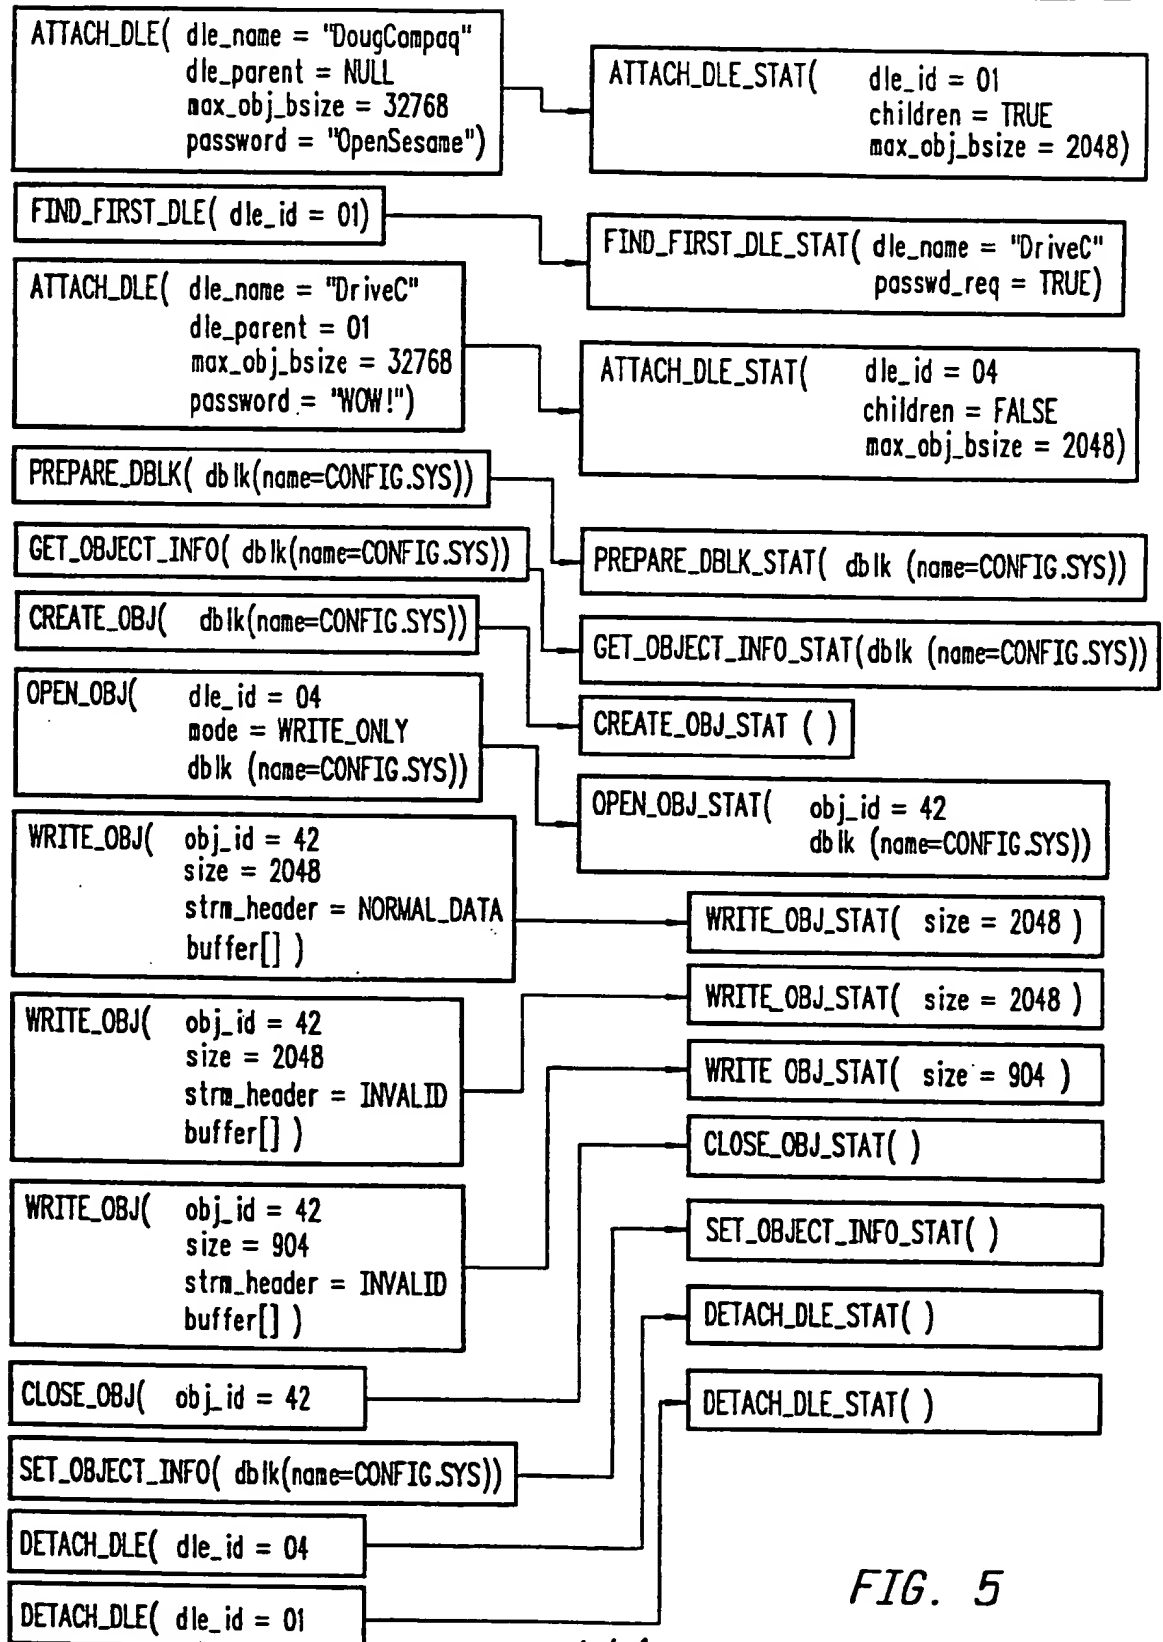 ATTACH_DLE( dle_name = "DougCompaq"
dle_parent = NULL
max_obj_bsize = 32768
password = "OpenSesame")
ATTACH_DLE_STAT( dle_id = 01
children = TRUE
max_obj_bsize = 2048)
FIND_FIRST_DLE( dle_id = 01)
FIND_FIRST_DLE_STAT( dle_name = "DriveC"
passwd_req = TRUE)
ATTACH_DLE( dle_name = "DriveC"
dle_parent = 01
max_obj_bsize = 32768
password = "WOW!")
ATTACH_DLE_STAT( dle_id = 04
children = FALSE
max_obj_bsize = 2048)
PREPARE_DBLK( dblk(name=CONFIG.SYS))
PREPARE_DBLK_STAT( dblk (name=CONFIG.SYS))
GET_OBJECT_INFO( dblk(name=CONFIG.SYS))
GET_OBJECT_INFO_STAT(dblk (name=CONFIG.SYS))
CREATE_OBJ( dblk(name=CONFIG.SYS))
CREATE_OBJ_STAT ( )
OPEN_OBJ( dle_id = 04
mode = WRITE_ONLY
dblk (name=CONFIG.SYS))
OPEN_OBJ_STAT( obj_id = 42
dblk (name=CONFIG.SYS))
WRITE_OBJ( obj_id = 42
size = 2048
strm_header = NORMAL_DATA
buffer[] )
WRITE_OBJ_STAT( size = 2048 )
WRITE_OBJ( obj_id = 42
size = 2048
strm_header = INVALID
buffer[] )
WRITE_OBJ_STAT( size = 2048 )
WRITE_OBJ( obj_id = 42
size = 904
strm_header = INVALID
buffer[] )
WRITE OBJ_STAT( size = 904 )
CLOSE_OBJ( obj_id = 42
CLOSE_OBJ_STAT( )
SET_OBJECT_INFO( dblk(name=CONFIG.SYS))
SET_OBJECT_INFO_STAT( )
DETACH_DLE( dle_id = 04
DETACH_DLE_STAT( )
DETACH_DLE( dle_id = 01
DETACH_DLE_STAT( )
FIG. 5